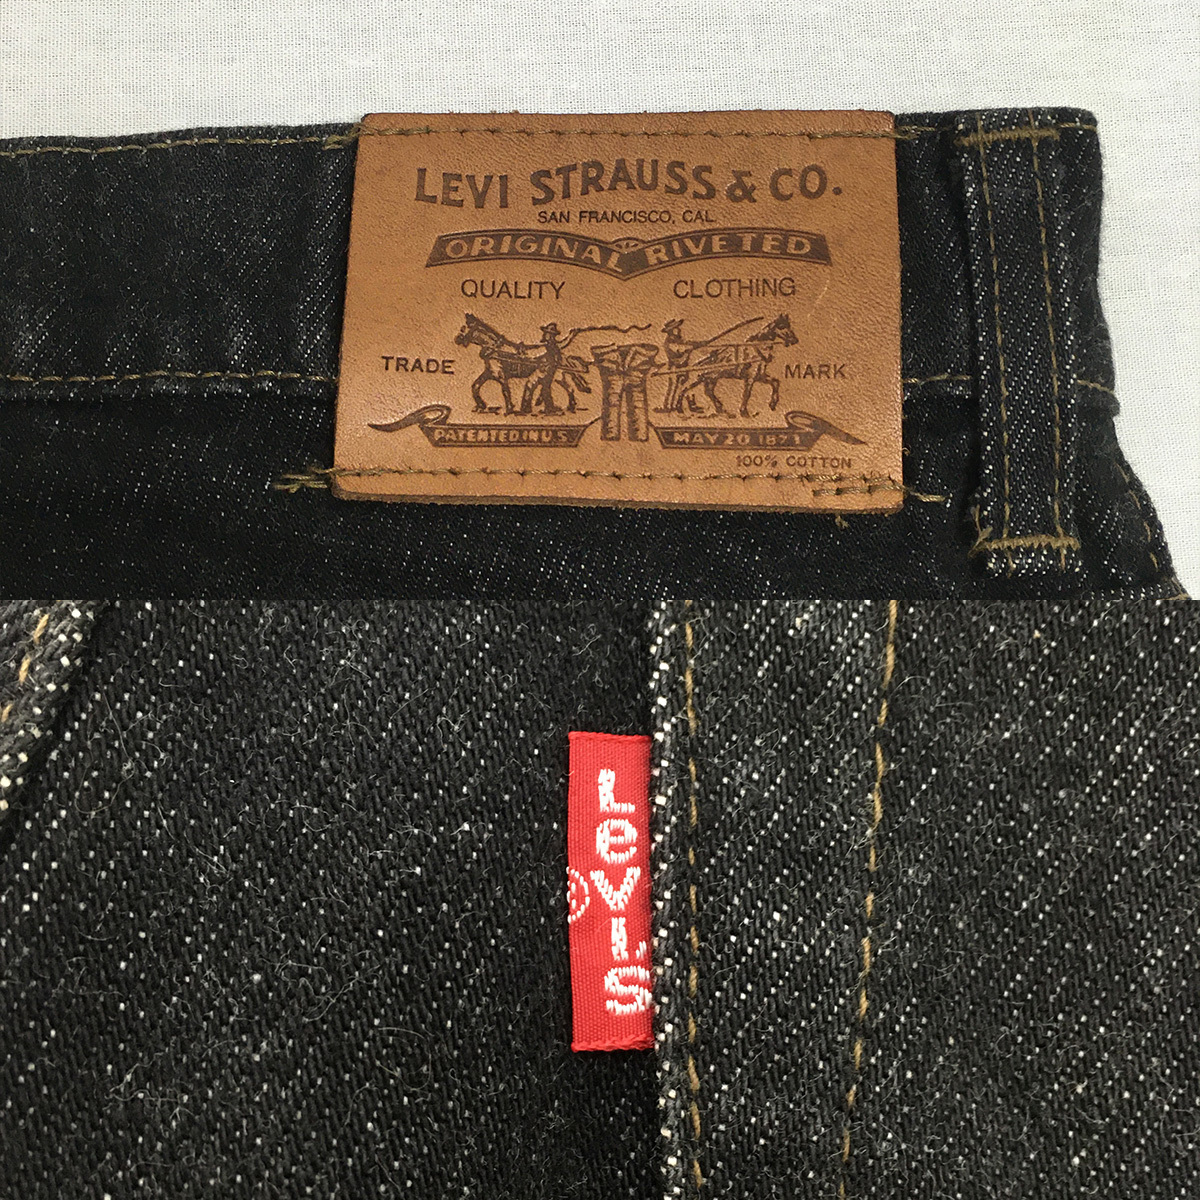 LEVI STRAUSS & CO.
SAN FRANCISCO, CAL.
ORIGINAL RIVETED
QUALITY CLOTHING
TRADE MARK
PATENTED IN U.S. MAY 20 1873
100% COTTON
LeVI'S
®